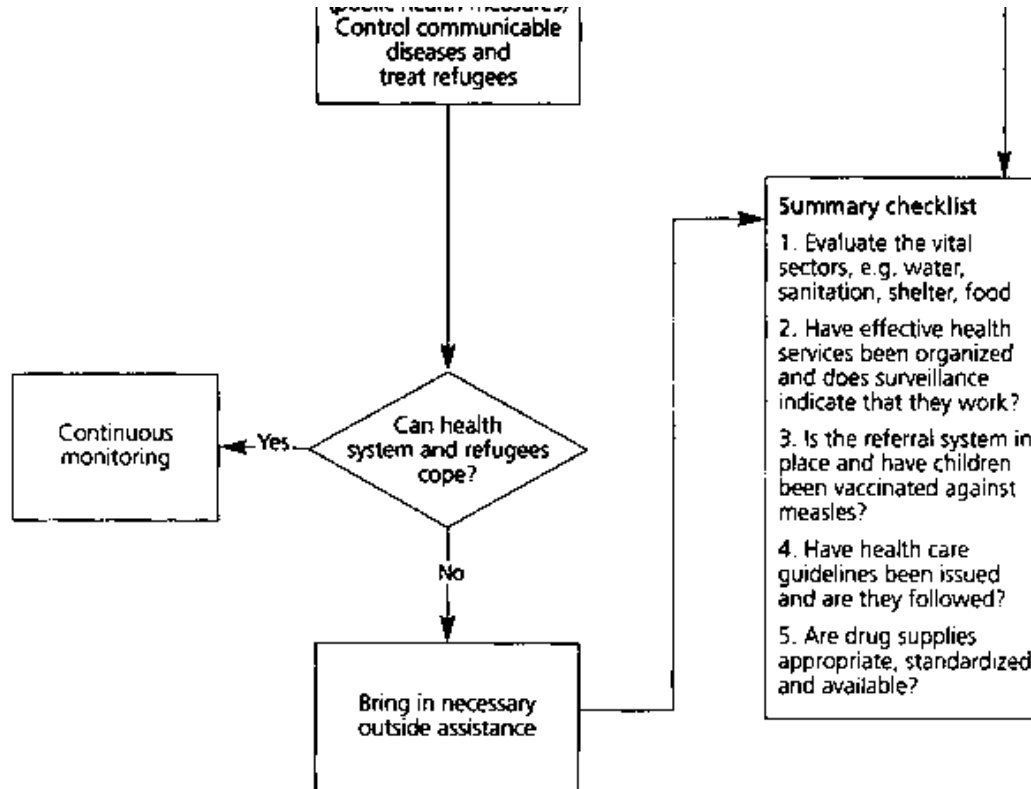 (public health measures)
Control communicable
diseases and
treat refugees
Continuous
monitoring
Yes
Can health
system and refugees
cope?
No
Bring in necessary
outside assistance
Summary checklist
1. Evaluate the vital
sectors, e.g. water,
sanitation, shelter, food
2. Have effective health
services been organized
and does surveillance
indicate that they work?
3. Is the referral system in
place and have children
been vaccinated against
measles?
4. Have health care
guidelines been issued
and are they followed?
5. Are drug supplies
appropriate, standardized
and available?